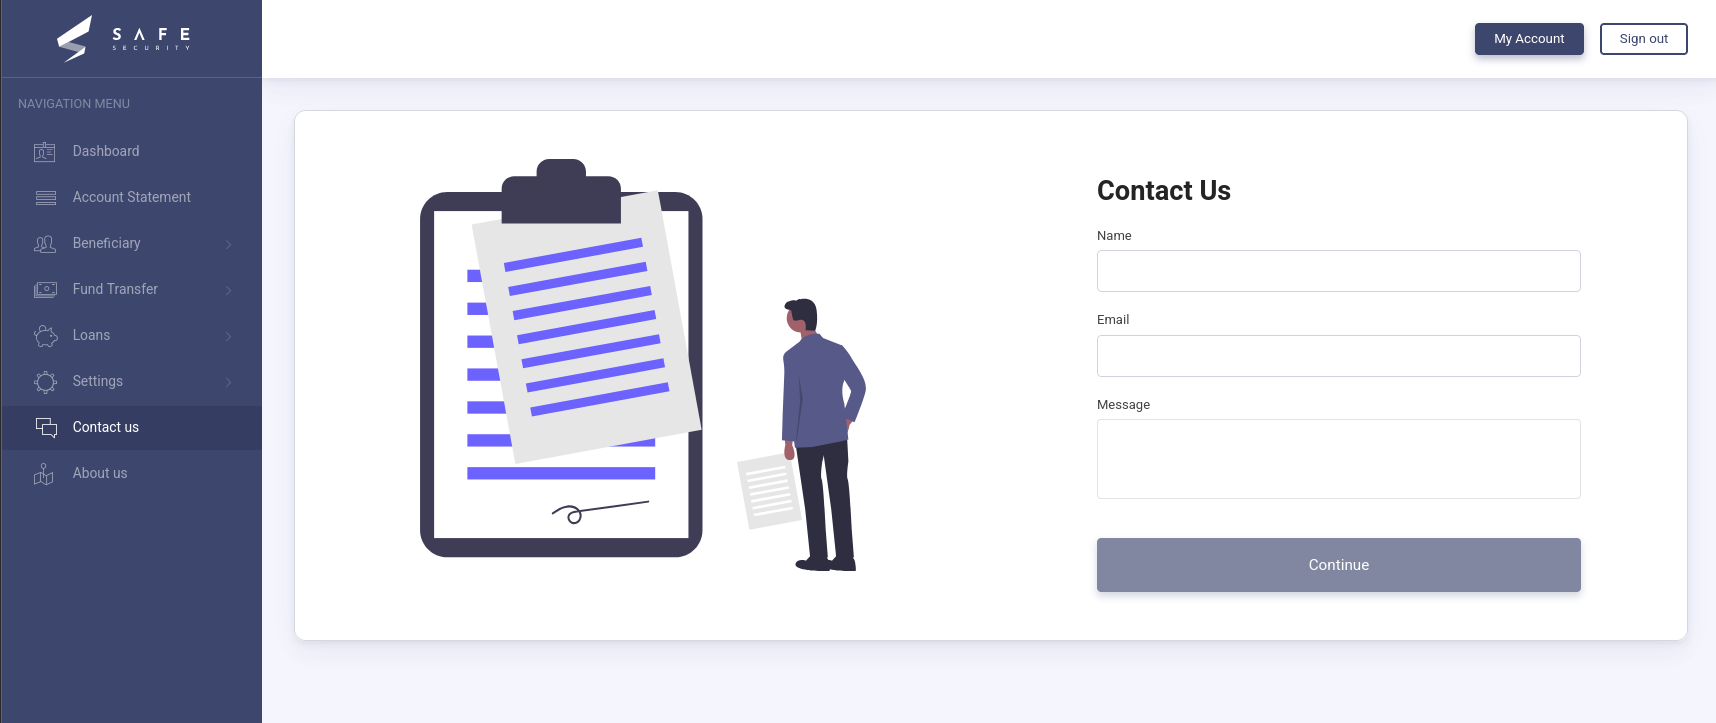 SAFE
SECURITY
My Account
Sign out
NAVIGATION MENU
Dashboard
Account Statement
Beneficiary
Fund Transfer
Loans
Settings
Contact us
About us
Contact Us
Name
Email
Message
Continue